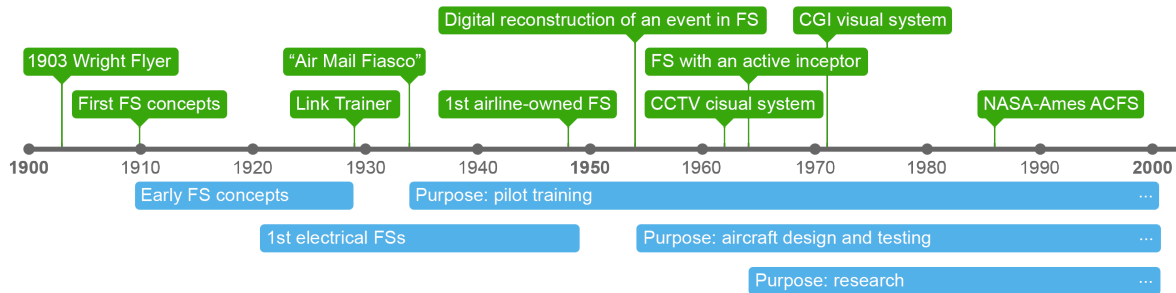 Digital reconstruction of an event in FS
CGI visual system
1903 Wright Flyer
“Air Mail Fiasco”
FS with an active inceptor
First FS concepts
Link Trainer
1st airline-owned FS
CCTV cisual system
NASA-Ames ACFS
1900 1910 1920 1930 1940 1950 1960 1970 1980 1990 2000
Early FS concepts
Purpose: pilot training ...
1st electrical FSs
Purpose: aircraft design and testing ...
Purpose: research ...